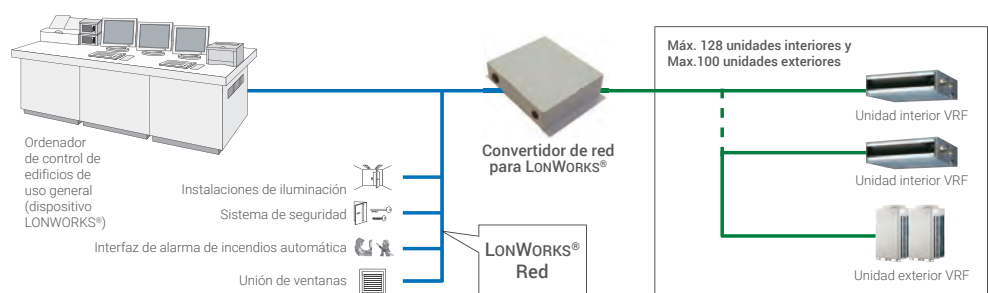 Máx. 128 unidades interiores y
Max.100 unidades exteriores
Unidad interior VRF
Unidad interior VRF
Unidad exterior VRF
Convertidor de red
para LONWORKS®
Ordenador
de control de
edificios de
uso general
(dispositivo
LONWORKS®)
Instalaciones de iluminación
Sistema de seguridad
Interfaz de alarma de incendios automática
Unión de ventanas
LONWORKS®
Red